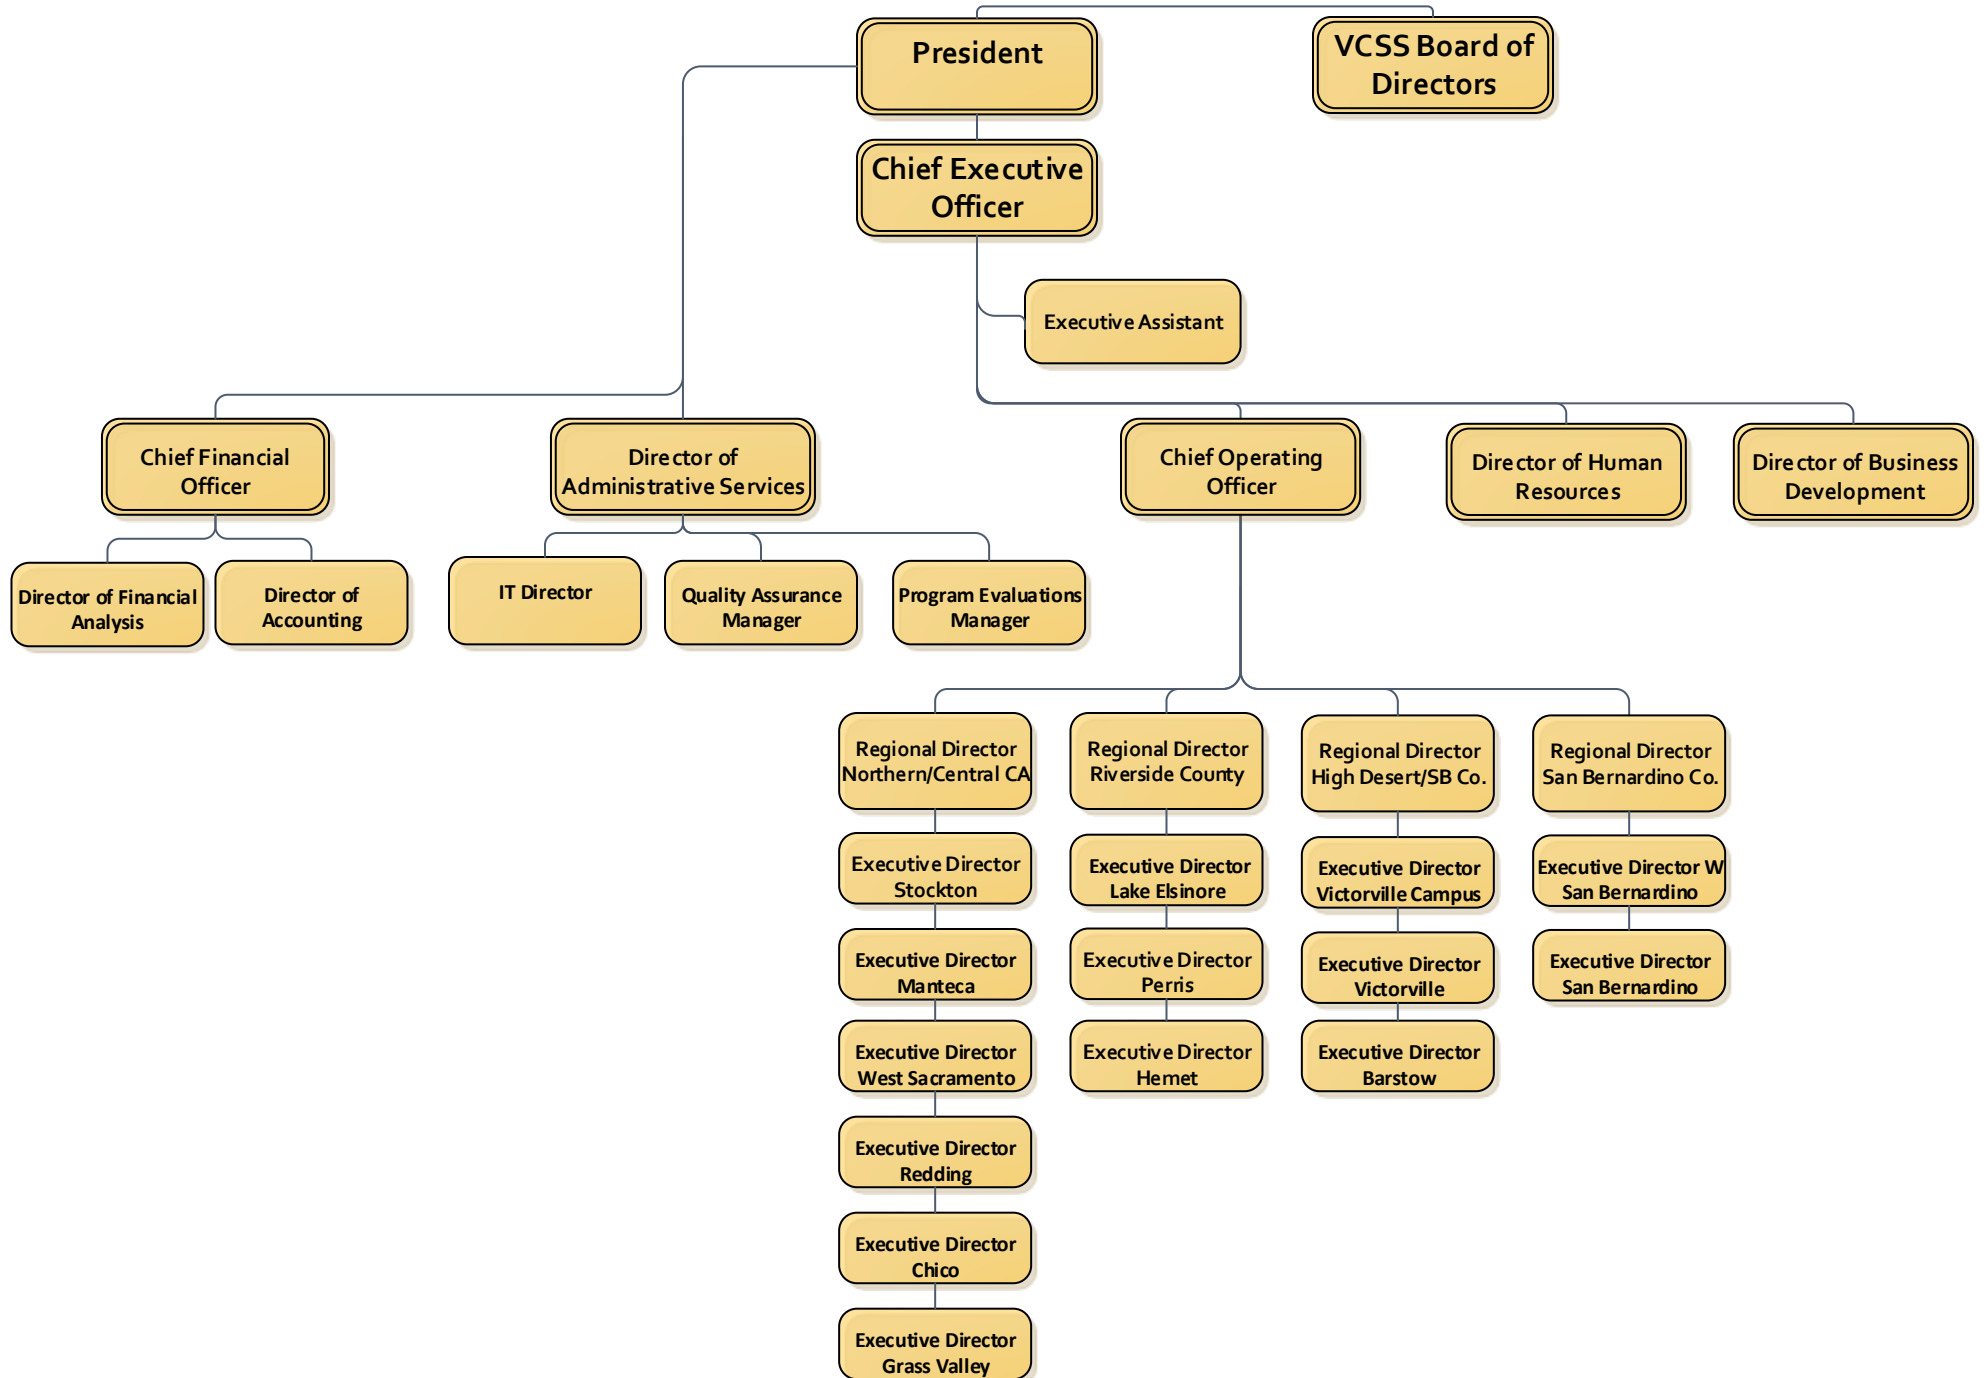 President
VCSS Board of
Directors
Chief Executive
Officer
Executive Assistant
Chief Financial
Officer
Director of
Administrative Services
Chief Operating
Officer
Director of Human
Resources
Director of Business
Development
Director of Financial
Analysis
Director of
Accounting
IT Director
Quality Assurance
Manager
Program Evaluations
Manager
Regional Director
Northern/Central CA
Regional Director
Riverside County
Regional Director
High Desert/SB Co.
Regional Director
San Bernardino Co.
Executive Director
Stockton
Executive Director
Lake Elsinore
Executive Director
Victorville Campus
Executive Director W
San Bernardino
Executive Director
Manteca
Executive Director
Perris
Executive Director
Victorville
Executive Director
San Bernardino
Executive Director
West Sacramento
Executive Director
Hemet
Executive Director
Barstow
Executive Director
Redding
Executive Director
Chico
Executive Director
Grass Valley